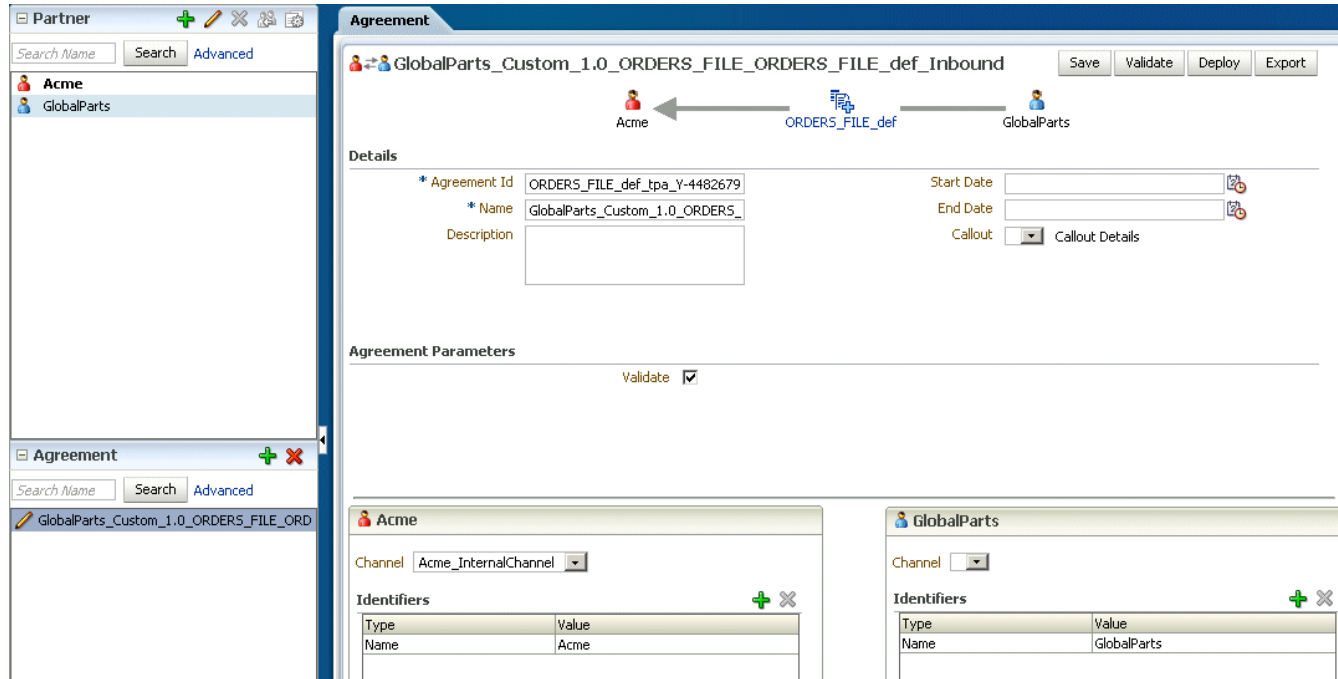 Partner
Search Name Search Advanced
Acme
GlobalParts
Agreement
Search Name Search Advanced
GlobalParts_Custom_1.0_ORDERS_FILE_ORD
Agreement
GlobalParts_Custom_1.0_ORDERS_FILE_ORDERS_FILE_def_Inbound
Save Validate Deploy Export
Acme ORDERS_FILE_def GlobalParts
Details
* Agreement Id ORDERS_FILE_def_tpa_Y-4482679
* Name GlobalParts_Custom_1.0_ORDERS_
Description
Start Date
End Date
Callout Callout Details
Agreement Parameters
Validate
Acme
Channel Acme_InternalChannel
Identifiers
Type Value
Name Acme
GlobalParts
Channel
Identifiers
Type Value
Name GlobalParts